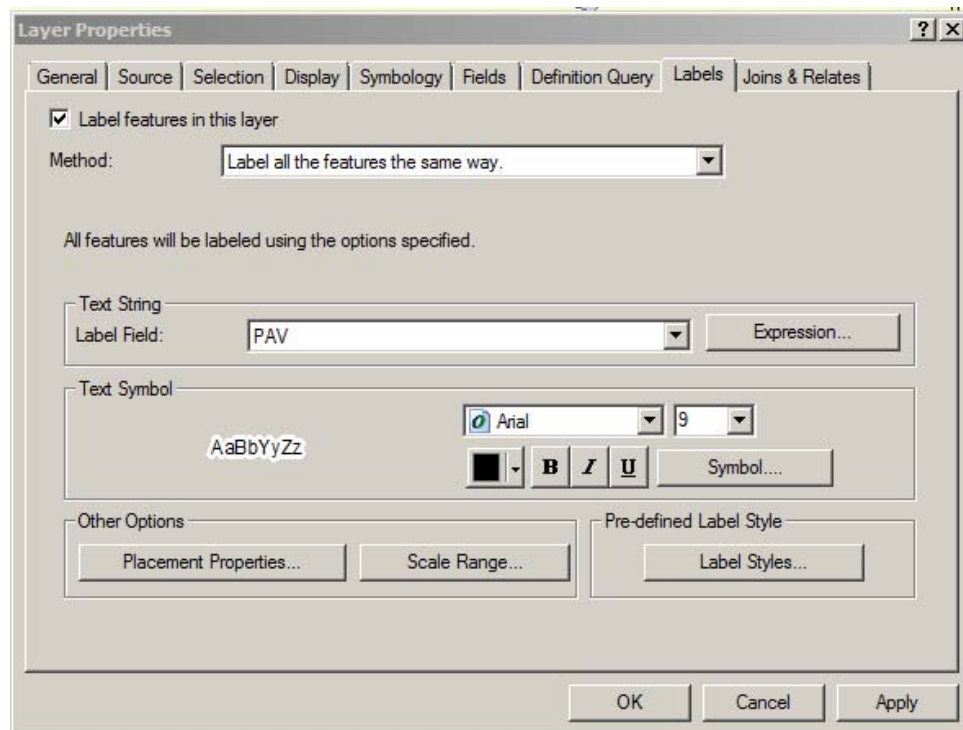 Layer Properties
General Source Selection Display Symbology Fields Definition Query Labels Joins & Relates
Label features in this layer
Method: Label all the features the same way.
All features will be labeled using the options specified.
Text String
Label Field: PAV Expression...
Text Symbol
AaBbYyZz
Arial 9
B I U Symbol....
Other Options Pre-defined Label Style
Placement Properties... Scale Range... Label Styles...
OK Cancel Apply